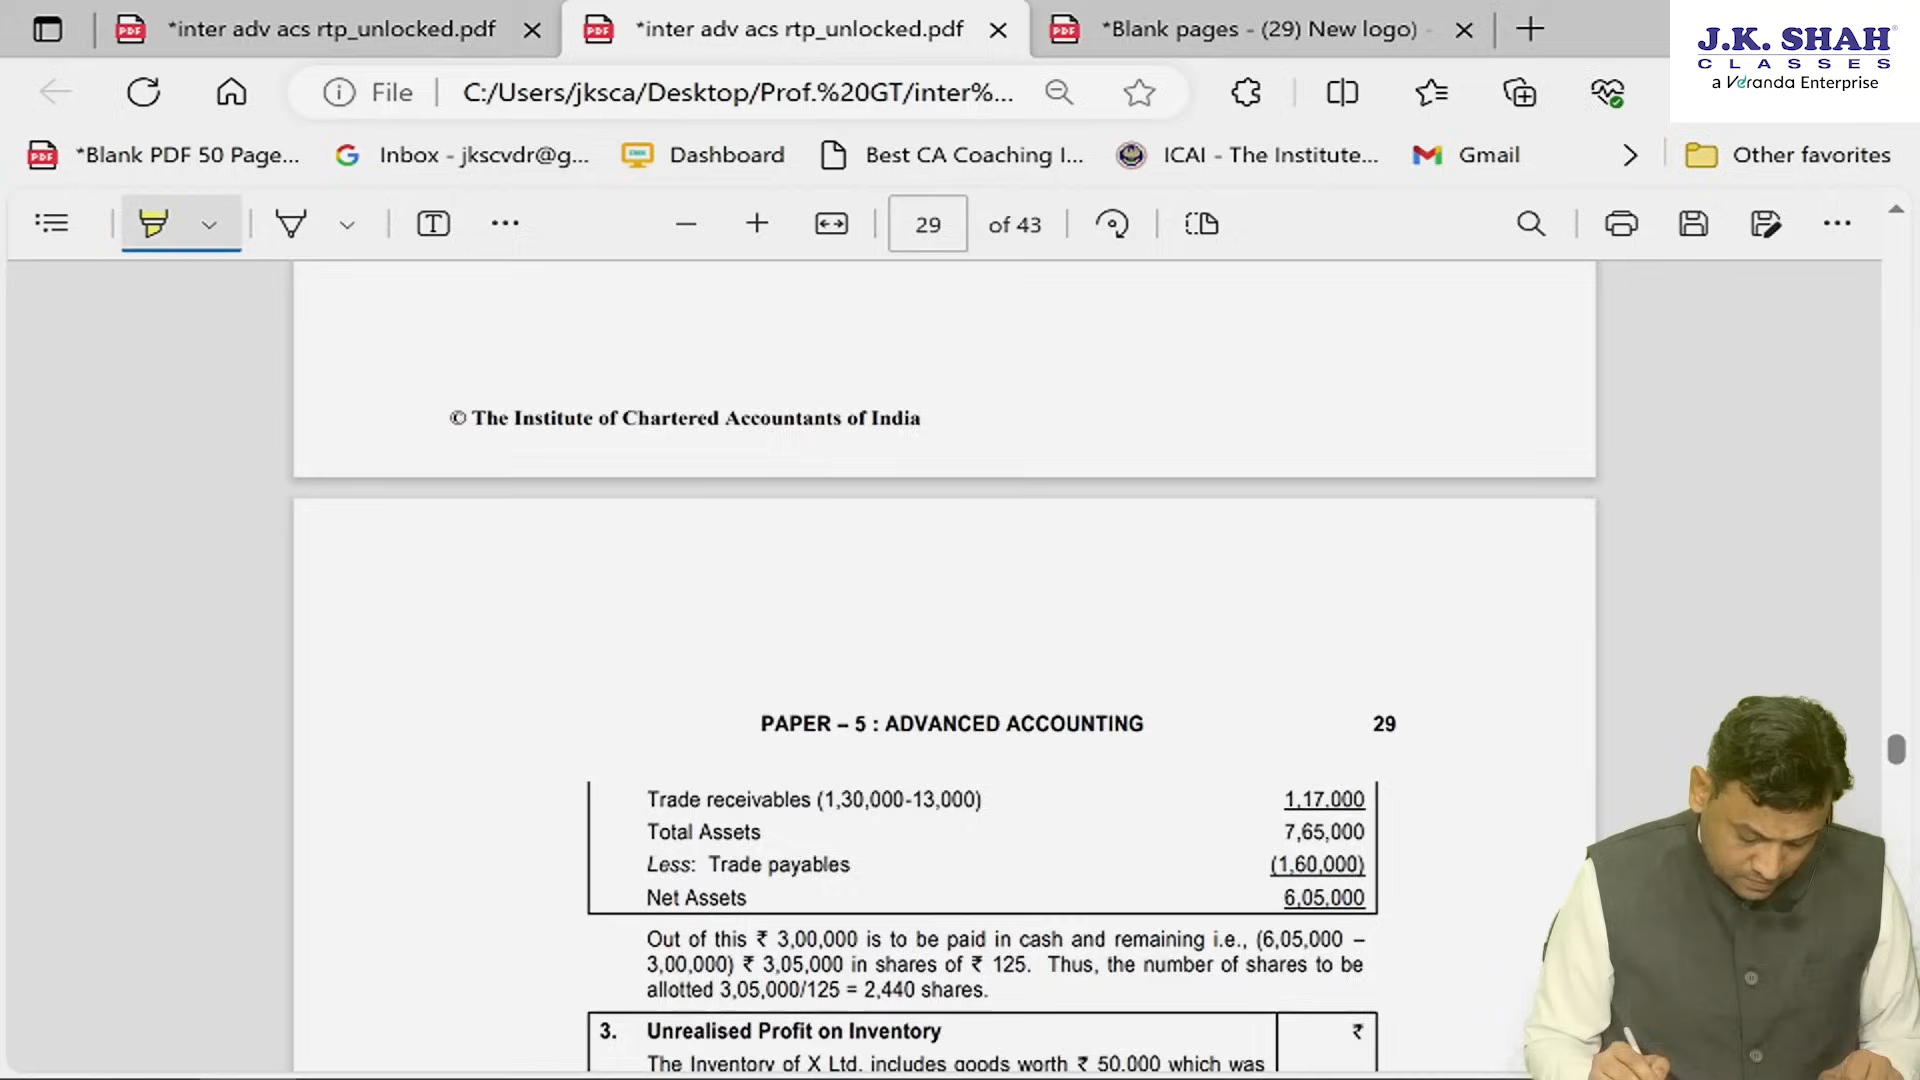 *inter adv acs rtp_unlocked.pdf
*inter adv acs rtp_unlocked.pdf
*Blank pages - (29) New logo) -
J.K. SHAH
CLASSES
a Veranda Enterprise
File
C:/Users/jksca/Desktop/Prof.%20GT/inter%...
*Blank PDF 50 Page...
Inbox - jkscvdr@g...
Dashboard
Best CA Coaching I...
ICAI - The Institute...
Gmail
Other favorites
29 of 43
© The Institute of Chartered Accountants of India
PAPER – 5 : ADVANCED ACCOUNTING 29
Trade receivables (1,30,000-13,000) 1,17,000
Total Assets 7,65,000
Less: Trade payables (1,60,000)
Net Assets 6,05,000
Out of this ₹ 3,00,000 is to be paid in cash and remaining i.e., (6,05,000 –
3,00,000) ₹ 3,05,000 in shares of ₹ 125. Thus, the number of shares to be
allotted 3,05,000/125 = 2,440 shares.
3. Unrealised Profit on Inventory ₹
The Inventory of X Ltd. includes goods worth ₹ 50,000 which was